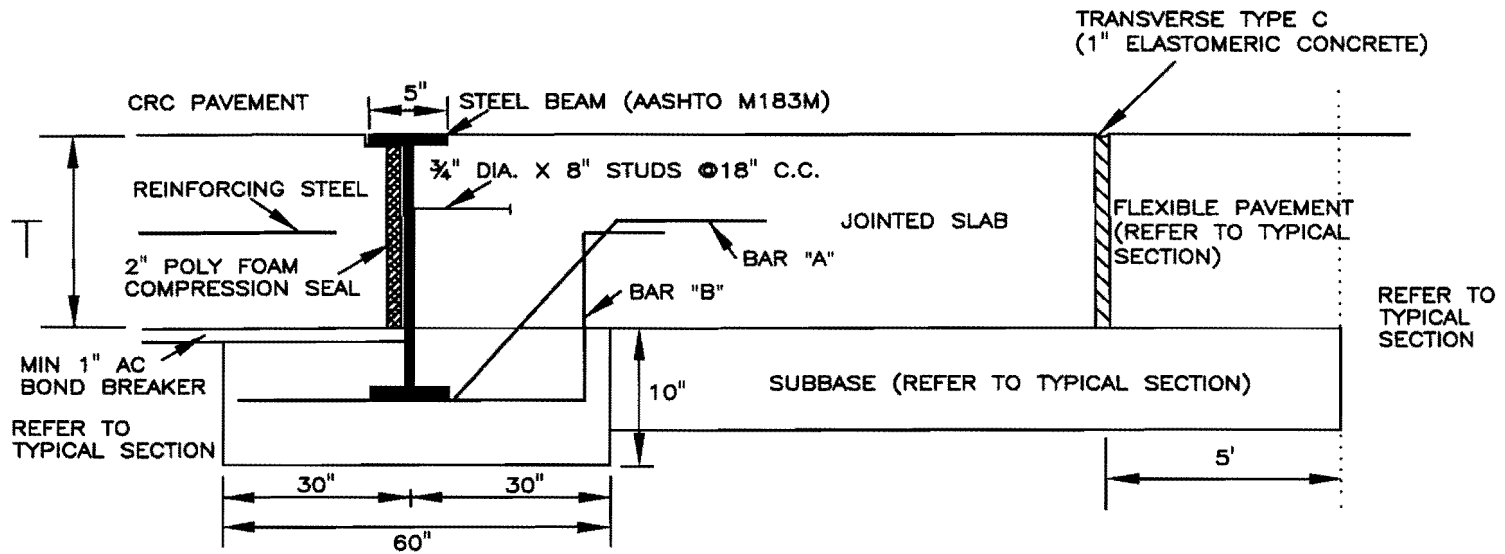 TRANSVERSE TYPE C
(1" ELASTOMERIC CONCRETE)
5"
CRC PAVEMENT
STEEL BEAM (AASHTO M183M)
¾" DIA. X 8" STUDS @18" C.C.
REINFORCING STEEL
T
JOINTED SLAB
FLEXIBLE PAVEMENT
(REFER TO TYPICAL
SECTION)
BAR "A"
2" POLY FOAM
COMPRESSION SEAL
BAR "B"
REFER TO
TYPICAL
SECTION
MIN 1" AC
BOND BREAKER
10"
SUBBASE (REFER TO TYPICAL SECTION)
REFER TO
TYPICAL SECTION
5'
30"
30"
60"